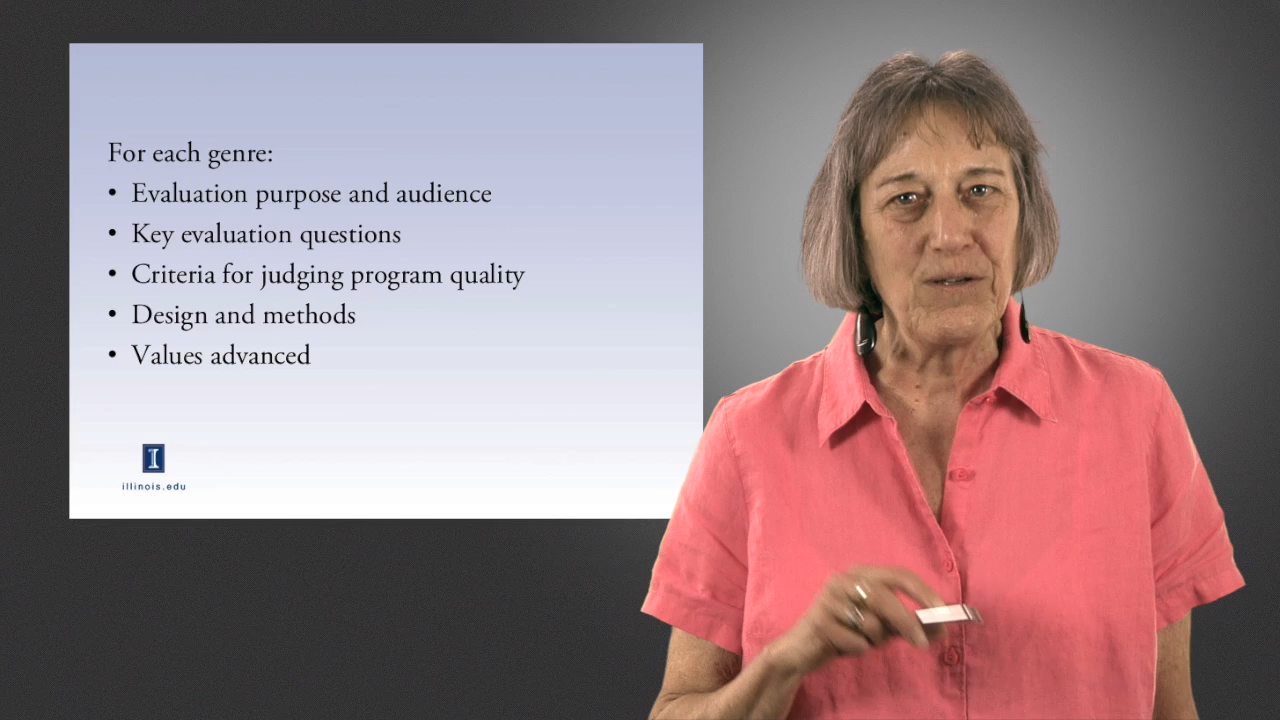 For each genre:
• Evaluation purpose and audience
• Key evaluation questions
• Criteria for judging program quality
• Design and methods
• Values advanced
I
illinois.edu